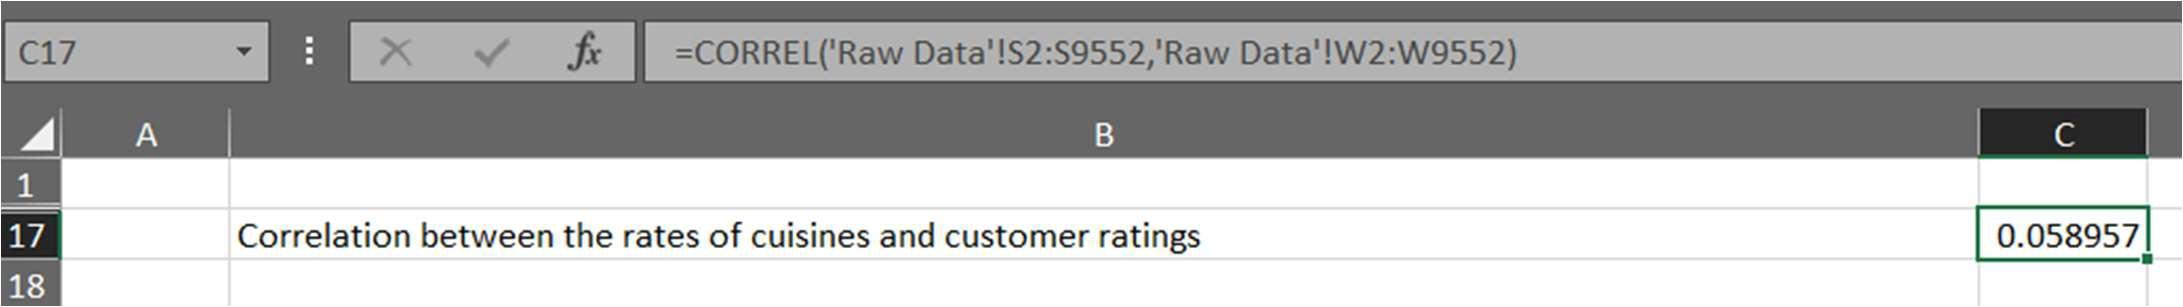 C17 fx =CORREL('Raw Data'!S2:S9552,'Raw Data'!W2:W9552)
A B C
1
17 Correlation between the rates of cuisines and customer ratings 0.058957
18